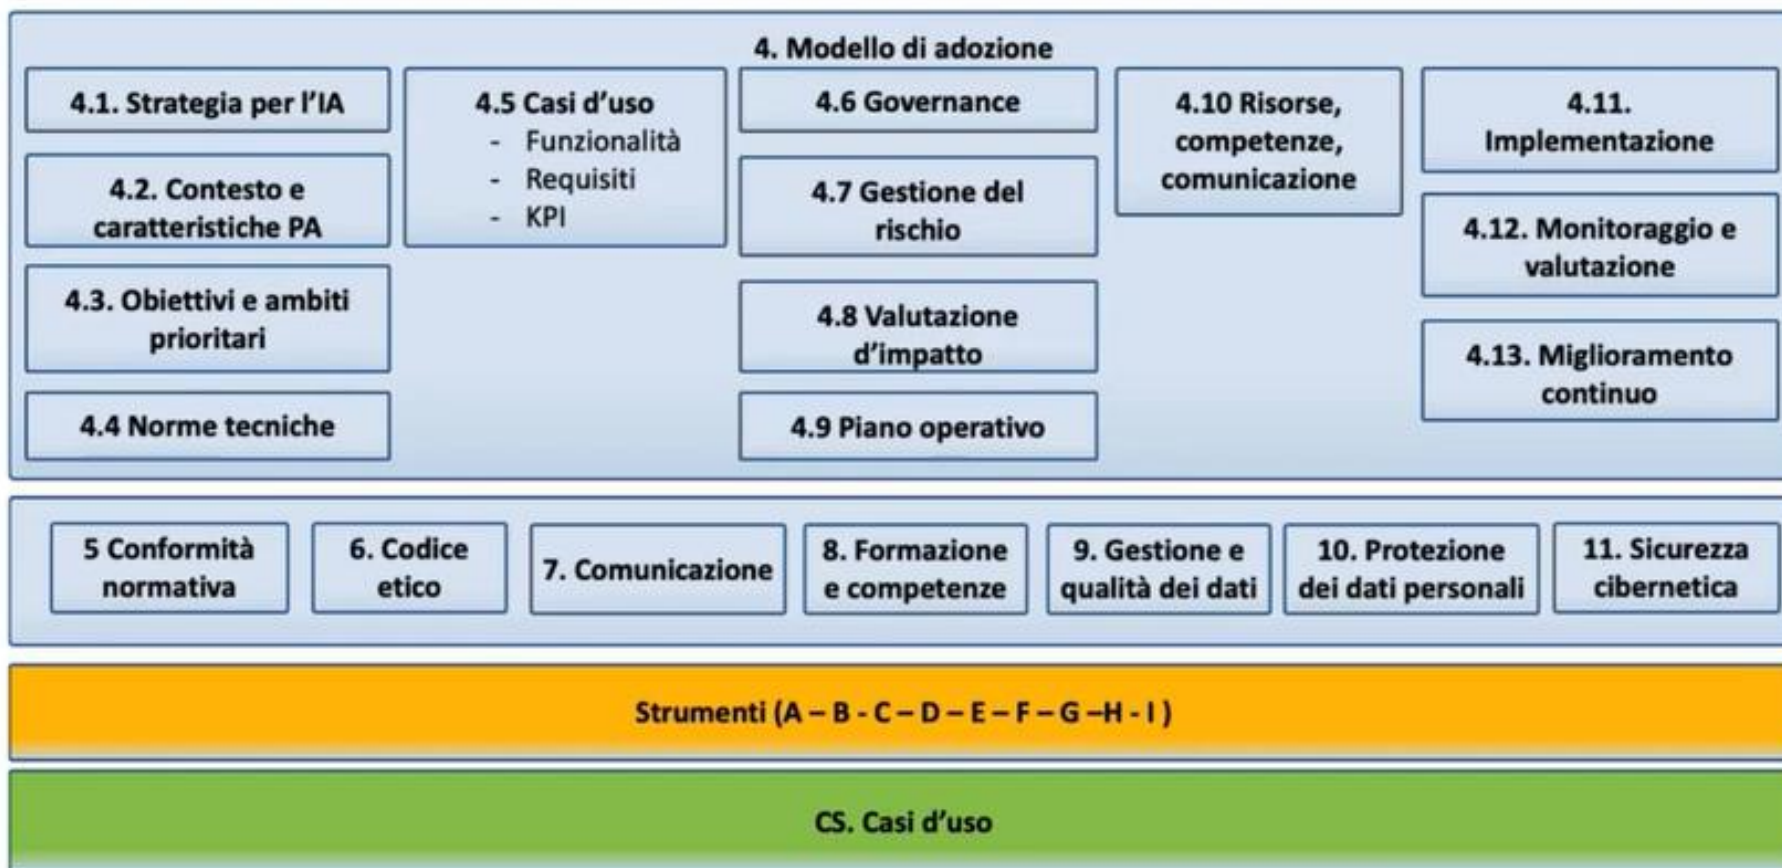 4. Modello di adozione
4.1. Strategia per l'IA
4.2. Contesto e
caratteristiche PA
4.3. Obiettivi e ambiti
prioritari
4.4 Norme tecniche
4.5 Casi d'uso
- Funzionalità
- Requisiti
- KPI
4.6 Governance
4.7 Gestione del
rischio
4.8 Valutazione
d'impatto
4.9 Piano operativo
4.10 Risorse,
competenze,
comunicazione
4.11.
Implementazione
4.12. Monitoraggio e
valutazione
4.13. Miglioramento
continuo
5 Conformità
normativa
6. Codice
etico
7. Comunicazione
8. Formazione
e competenze
9. Gestione e
qualità dei dati
10. Protezione
dei dati personali
11. Sicurezza
cibernetica
Strumenti (A – B - C – D – E – F – G –H - I )
CS. Casi d'uso